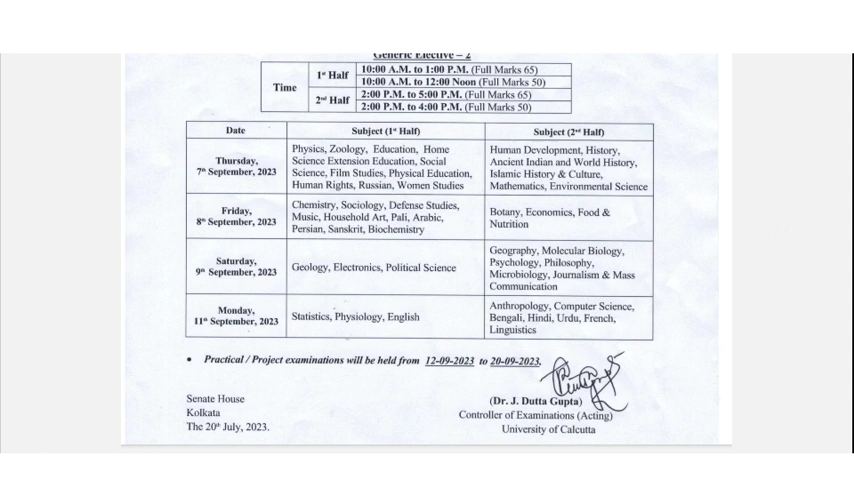 Generic Elective – 2
Time
1st Half
10:00 A.M. to 1:00 P.M. (Full Marks 65)
10:00 A.M. to 12:00 Noon (Full Marks 50)
2nd Half
2:00 P.M. to 5:00 P.M. (Full Marks 65)
2:00 P.M. to 4:00 P.M. (Full Marks 50)
Date
Subject (1st Half)
Subject (2nd Half)
Thursday,
7th September, 2023
Physics, Zoology, Education, Home
Science Extension Education, Social
Science, Film Studies, Physical Education,
Human Rights, Russian, Women Studies
Human Development, History,
Ancient Indian and World History,
Islamic History & Culture,
Mathematics, Environmental Science
Friday,
8th September, 2023
Chemistry, Sociology, Defense Studies,
Music, Household Art, Pali, Arabic,
Persian, Sanskrit, Biochemistry
Botany, Economics, Food &
Nutrition
Saturday,
9th September, 2023
Geology, Electronics, Political Science
Geography, Molecular Biology,
Psychology, Philosophy,
Microbiology, Journalism & Mass
Communication
Monday,
11th September, 2023
Statistics, Physiology, English
Anthropology, Computer Science,
Bengali, Hindi, Urdu, French,
Linguistics
• Practical / Project examinations will be held from 12-09-2023 to 20-09-2023.
Senate House
Kolkata
The 20th July, 2023.
(Dr. J. Dutta Gupta)
Controller of Examinations (Acting)
University of Calcutta